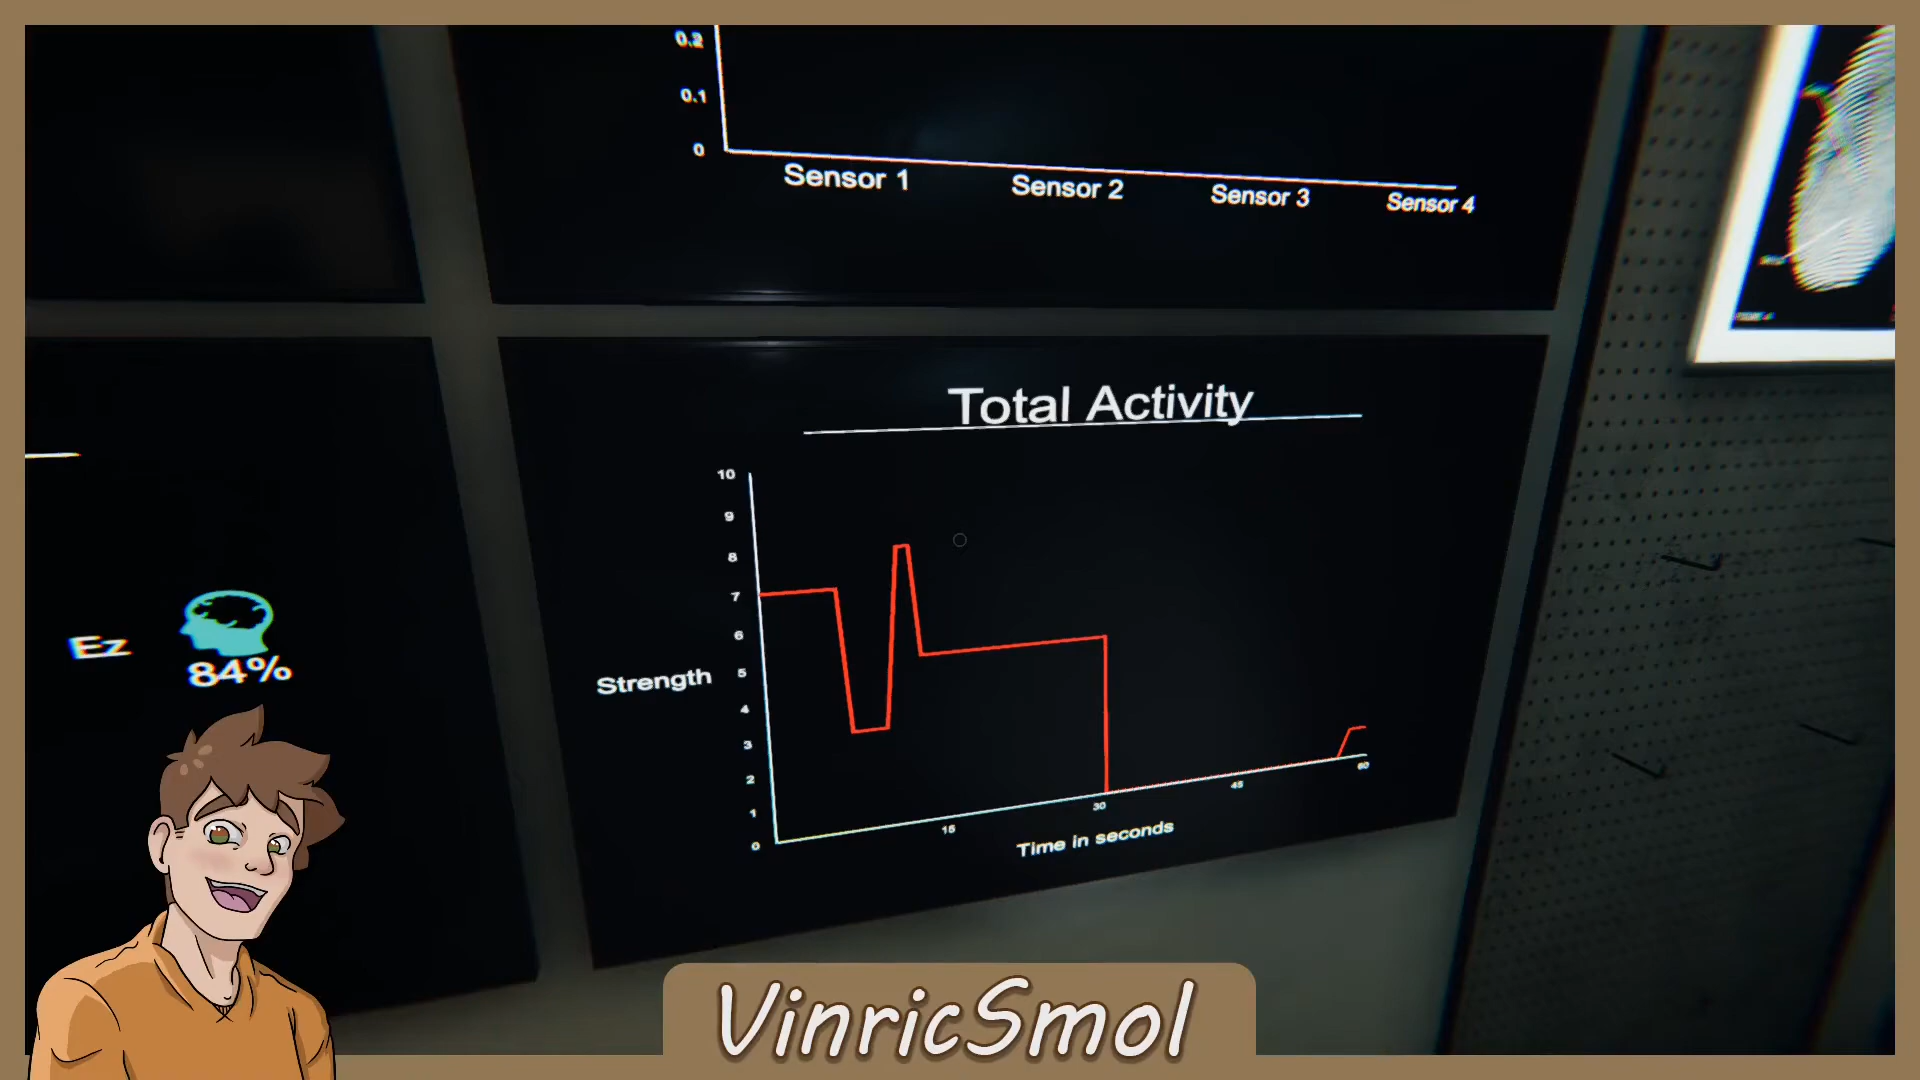 0.2
0.1
0
Sensor 1
Sensor 2
Sensor 3
Sensor 4
Total Activity
10
9
8
7
6
5
4
3
2
1
0
Strength
15
30
45
60
Time in seconds
Ez
84%
VinricSmol